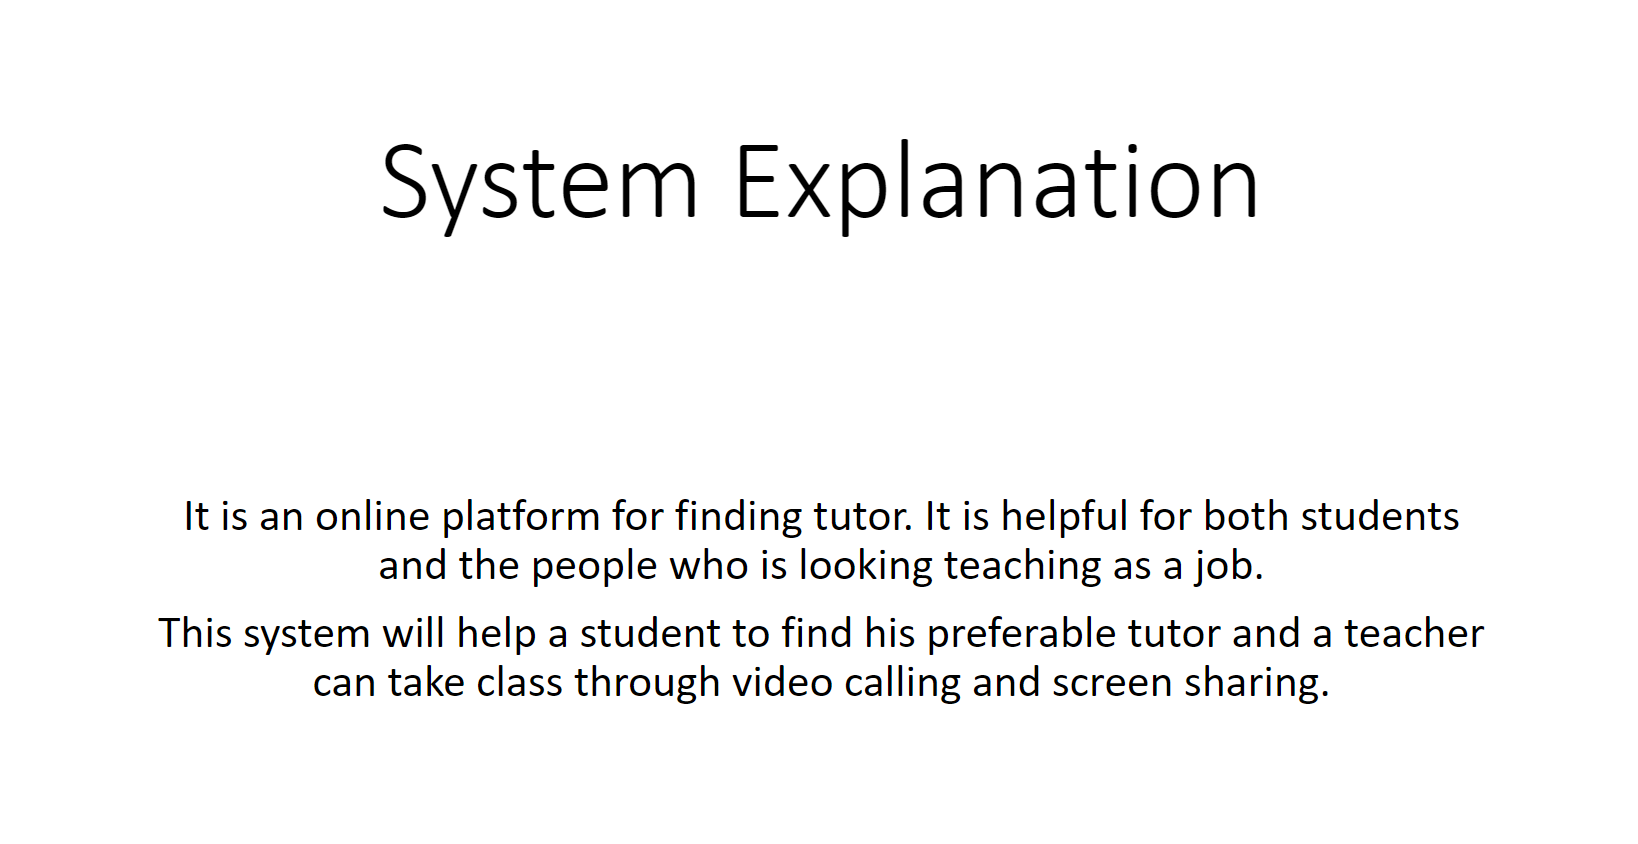 System Explanation
It is an online platform for finding tutor. It is helpful for both students
and the people who is looking teaching as a job.
This system will help a student to find his preferable tutor and a teacher
can take class through video calling and screen sharing.